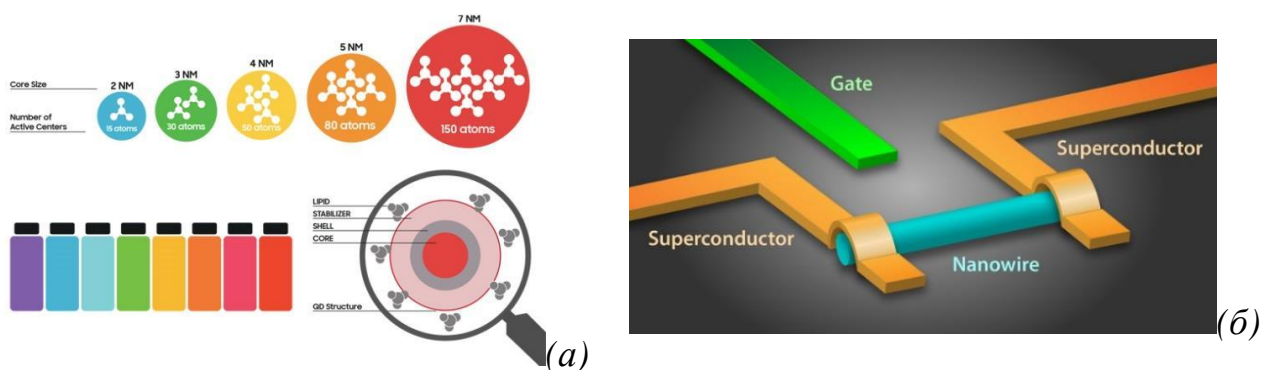 7 NM
5 NM
4 NM
3 NM
2 NM
Core Size
Number of
Active Centers
15 atoms
30 atoms
50 atoms
80 atoms
150 atoms
LIPID
STABILIZER
SHELL
CORE
QD Structure
(а)
Gate
Superconductor
Superconductor
Nanowire
(б)